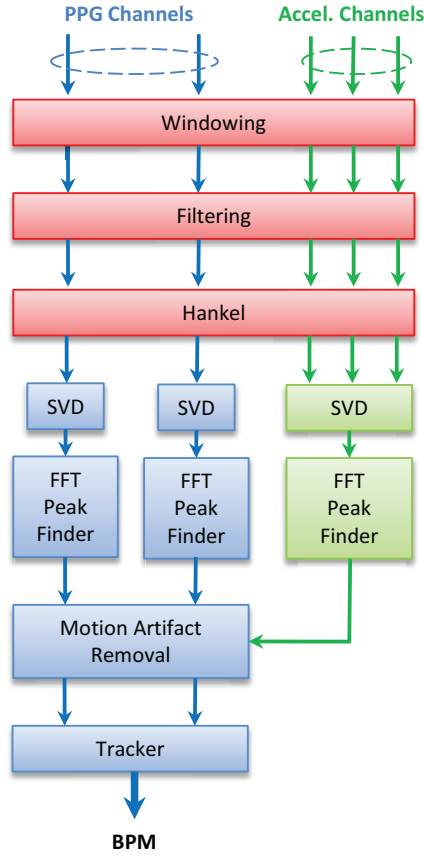 PPG Channels
Accel. Channels
Windowing
Filtering
Hankel
SVD
SVD
SVD
FFT
Peak
Finder
FFT
Peak
Finder
FFT
Peak
Finder
Motion Artifact
Removal
Tracker
BPM